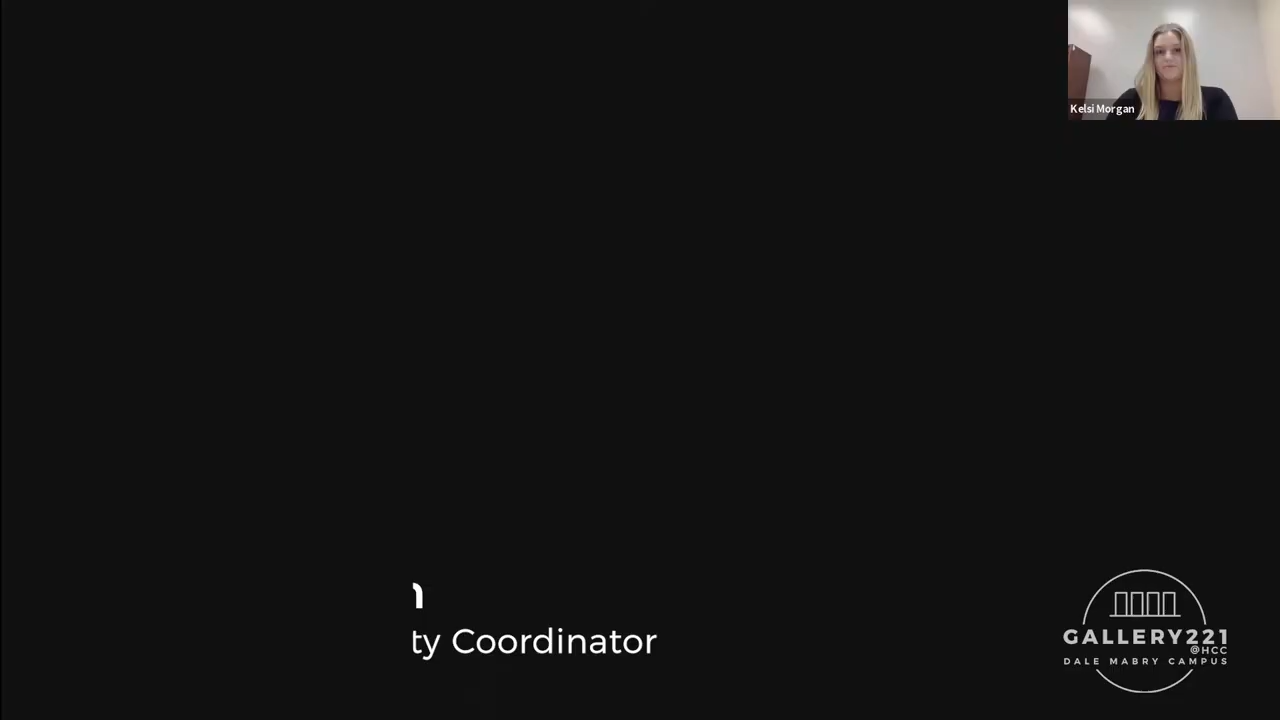 Kelsi Morgan
n
ty Coordinator
GALLERY221
@HCC
DALE MABRY CAMPUS